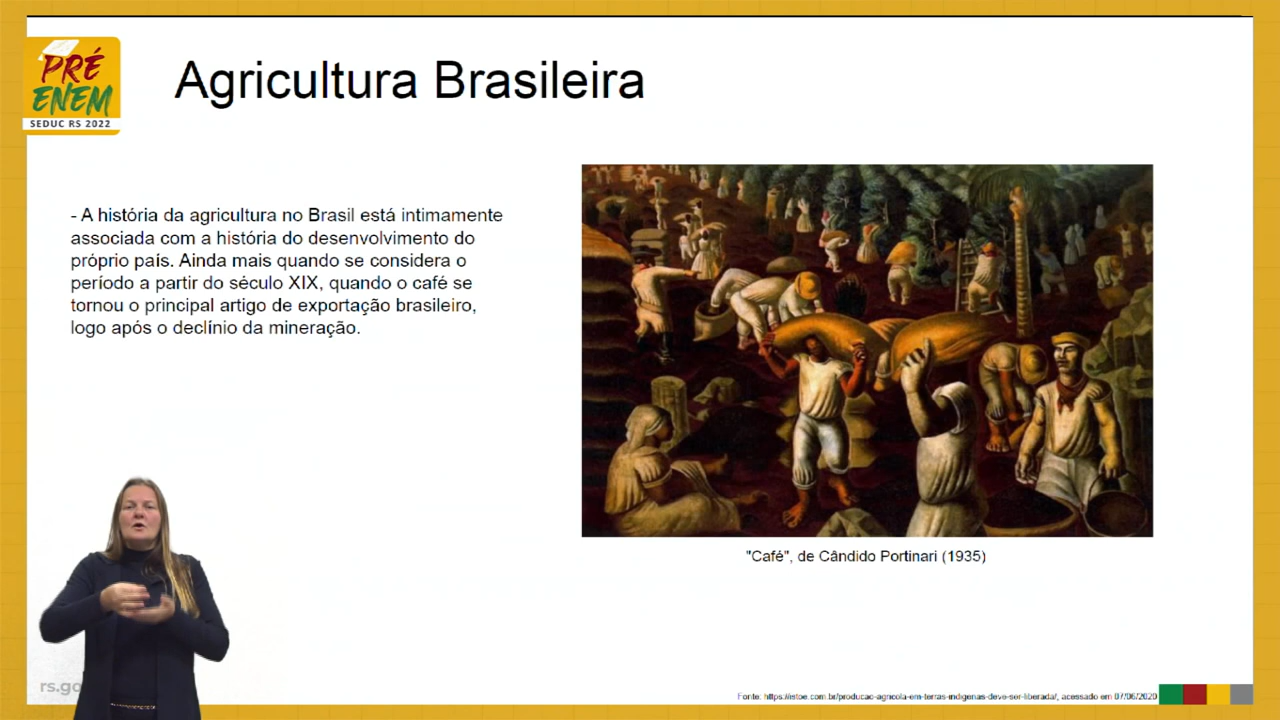 PRÉ
ENEM
SEDUC RS 2022
Agricultura Brasileira
- A história da agricultura no Brasil está intimamente
associada com a história do desenvolvimento do
próprio país. Ainda mais quando se considera o
período a partir do século XIX, quando o café se
tornou o principal artigo de exportação brasileiro,
logo após o declínio da mineração.
"Café", de Cândido Portinari (1935)
rs.go
Fonte: https://istoe.com.br/producao-agricola-em-terras-indigenas-deve-ser-liberada/, acessado em 07/06/2020